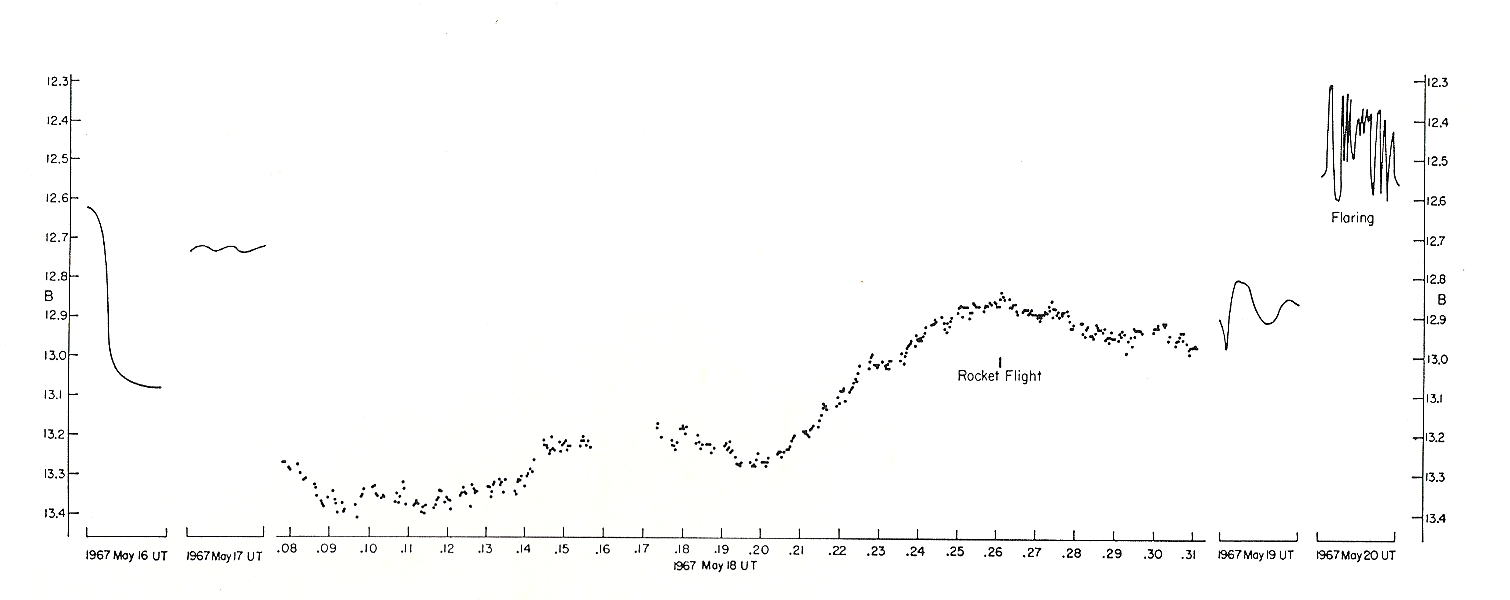 12.3
12.4
12.5
12.6
12.7
12.8
B
12.9
13.0
13.1
13.2
13.3
13.4
12.3
12.4
12.5
12.6
12.7
12.8
B
12.9
13.0
13.1
13.2
13.3
13.4
Flaring
Rocket Flight
1967 May 16 UT
1967 May 17 UT
.08 .09 .10 .11 .12 .13 .14 .15 .16 .17 .18 .19 .20 .21 .22 .23 .24 .25 .26 .27 .28 .29 .30 .31
1967 May 18 UT
1967 May 19 UT
1967 May 20 UT